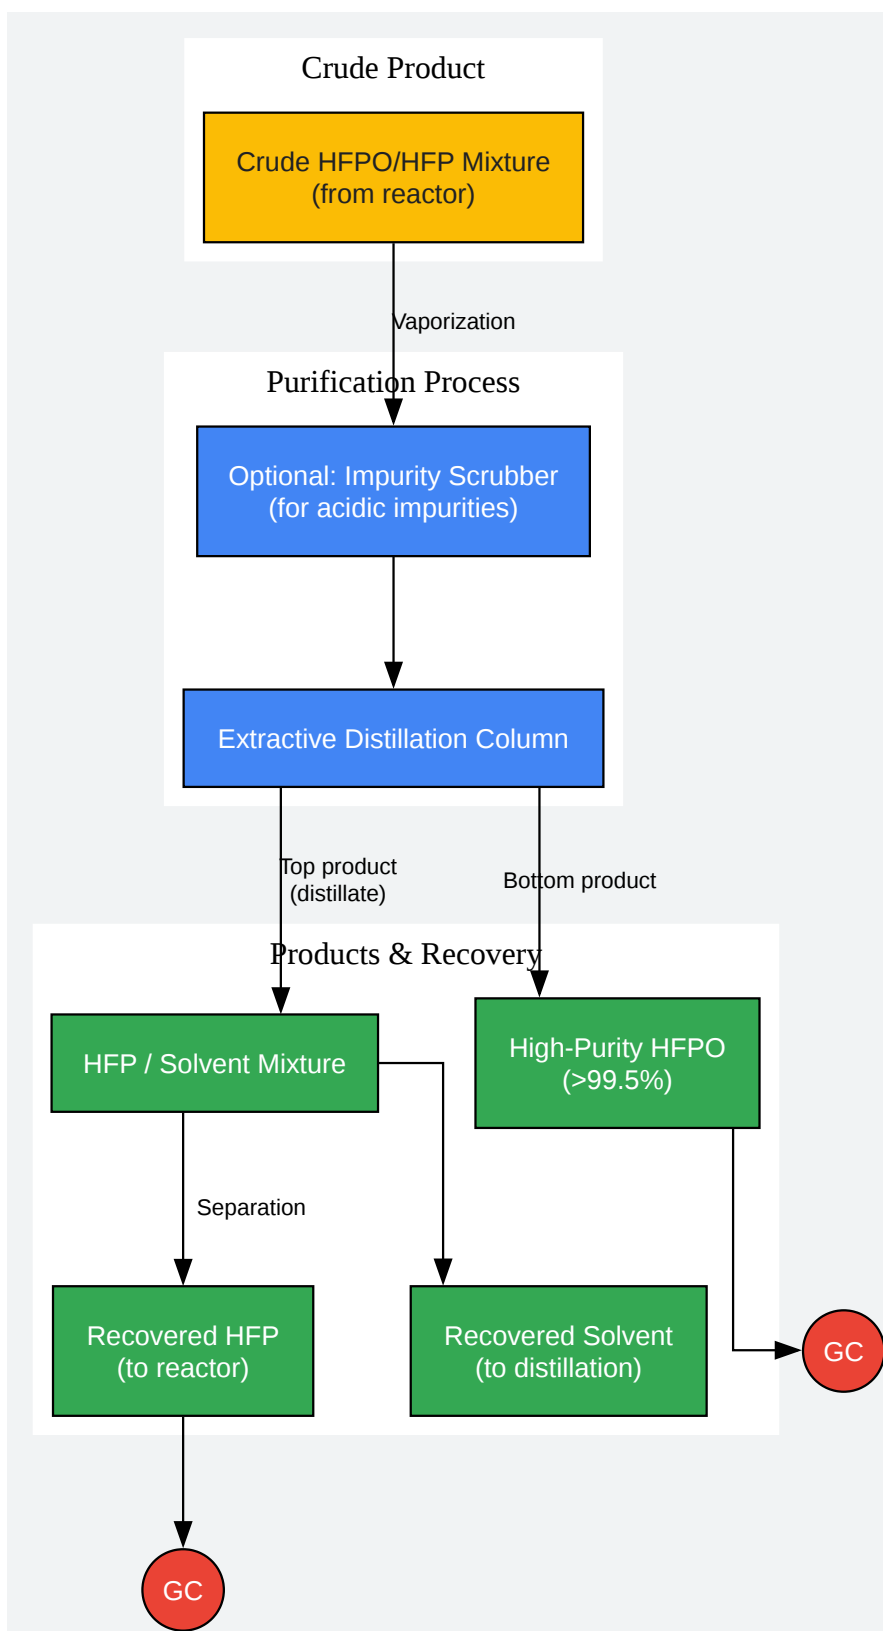 Crude Product
Crude HFPO/HFP Mixture
(from reactor)
Vaporization
Purification Process
Optional: Impurity Scrubber
(for acidic impurities)
Extractive Distillation Column
Top product
(distillate)
Bottom product
Products & Recovery
HFP / Solvent Mixture
High-Purity HFPO
(>99.5%)
Separation
Recovered HFP
(to reactor)
Recovered Solvent
(to distillation)
GC
GC